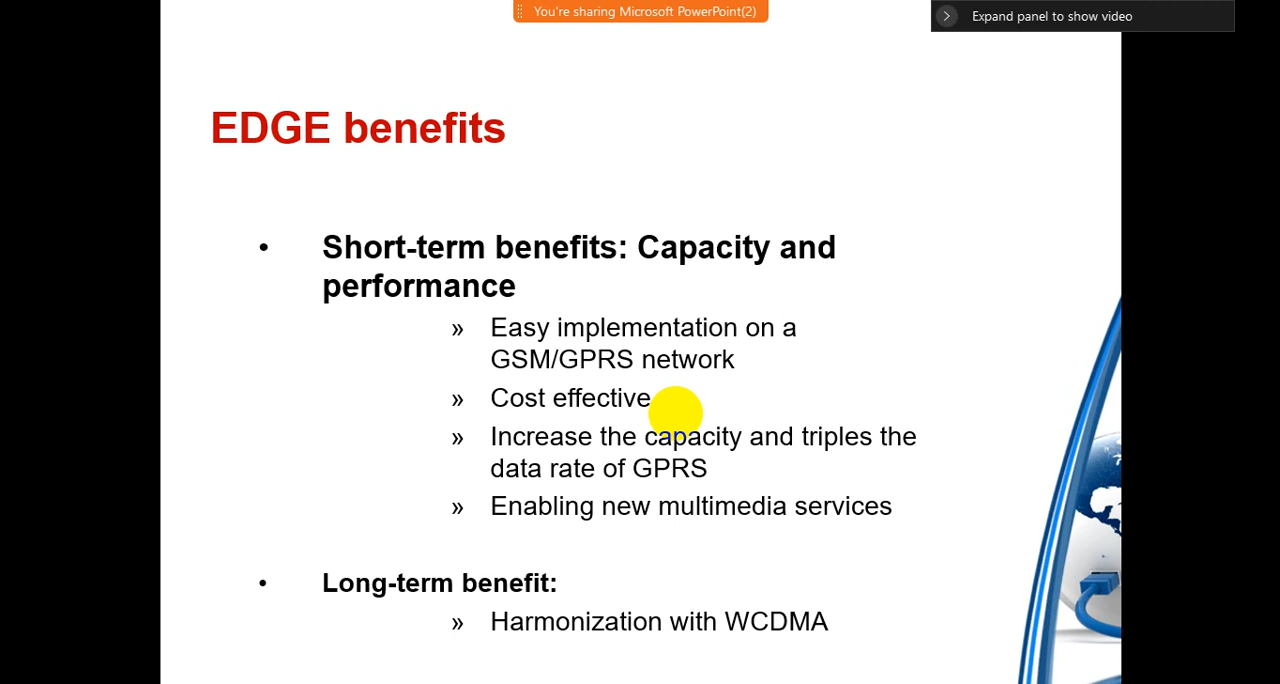 You're sharing Microsoft PowerPoint(2)
Expand panel to show video
EDGE benefits
• Short-term benefits: Capacity and
performance
» Easy implementation on a
GSM/GPRS network
» Cost effective
» Increase the capacity and triples the
data rate of GPRS
» Enabling new multimedia services
• Long-term benefit:
» Harmonization with WCDMA